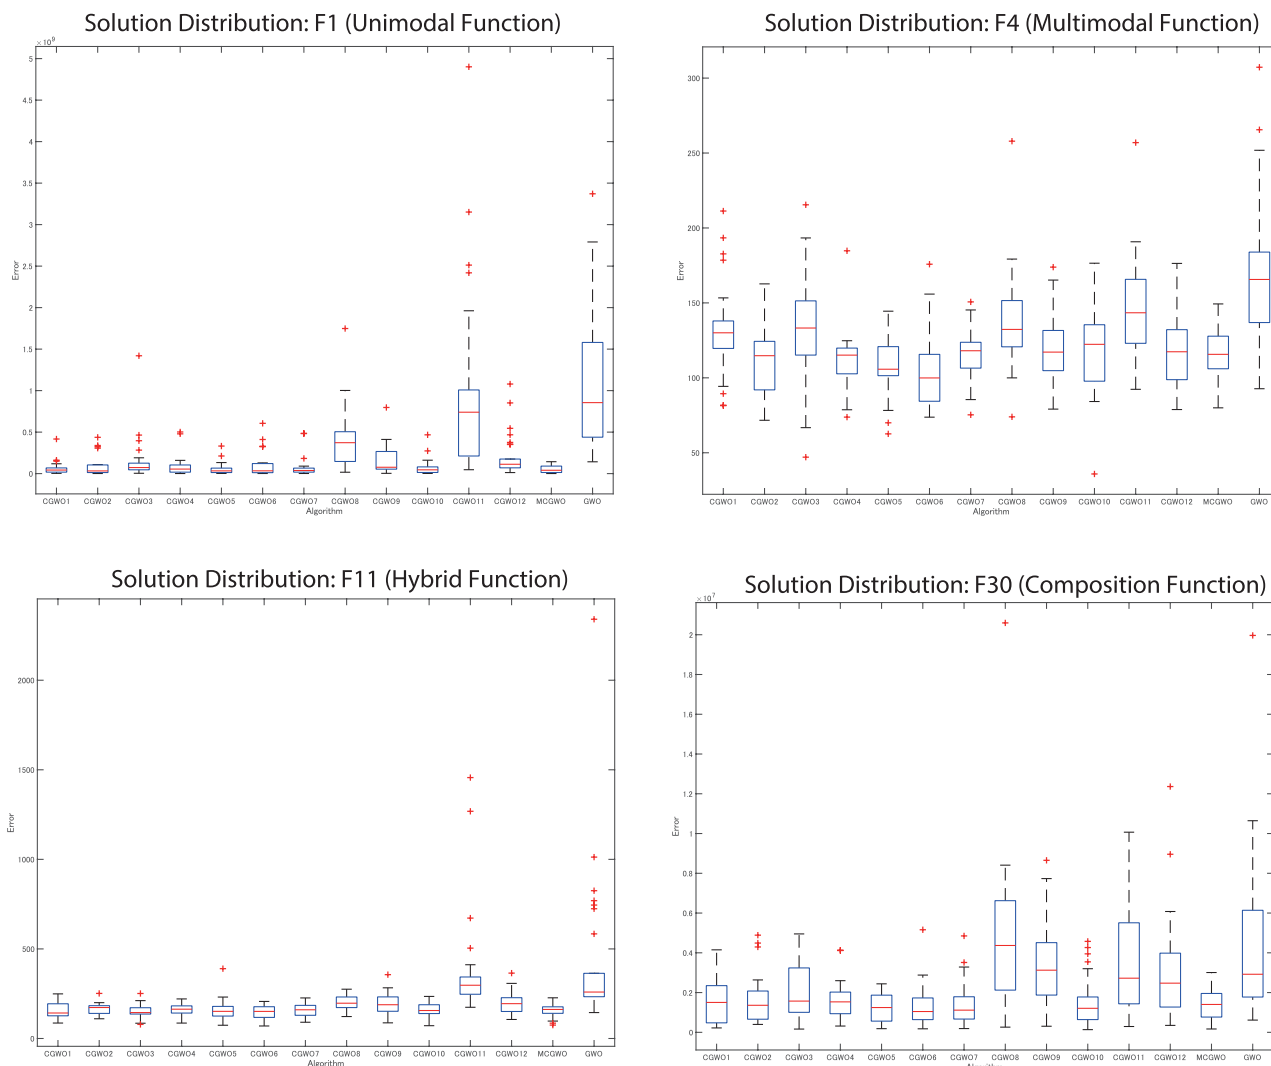 Solution Distribution: F1 (Unimodal Function)
×10⁹
5
4.5
4
3.5
3
2.5
2
1.5
1
0.5
0
Error
CGWO1 CGWO2 CGWO3 CGWO4 CGWO5 CGWO6 CGWO7 CGWO8 CGWO9 CGWO10 CGWO11 CGWO12 MCGWO GWO
Algorithm
Solution Distribution: F4 (Multimodal Function)
300
250
200
150
100
50
Error
CGWO1 CGWO2 CGWO3 CGWO4 CGWO5 CGWO6 CGWO7 CGWO8 CGWO9 CGWO10 CGWO11 CGWO12 MCGWO GWO
Algorithm
Solution Distribution: F11 (Hybrid Function)
2000
1500
1000
500
0
Error
CGWO1 CGWO2 CGWO3 CGWO4 CGWO5 CGWO6 CGWO7 CGWO8 CGWO9 CGWO10 CGWO11 CGWO12 MCGWO GWO
Algorithm
Solution Distribution: F30 (Composition Function)
×10⁷
2
1.8
1.6
1.4
1.2
1
0.8
0.6
0.4
0.2
0
Error
CGWO1 CGWO2 CGWO3 CGWO4 CGWO5 CGWO6 CGWO7 CGWO8 CGWO9 CGWO10 CGWO11 CGWO12 MCGWO GWO